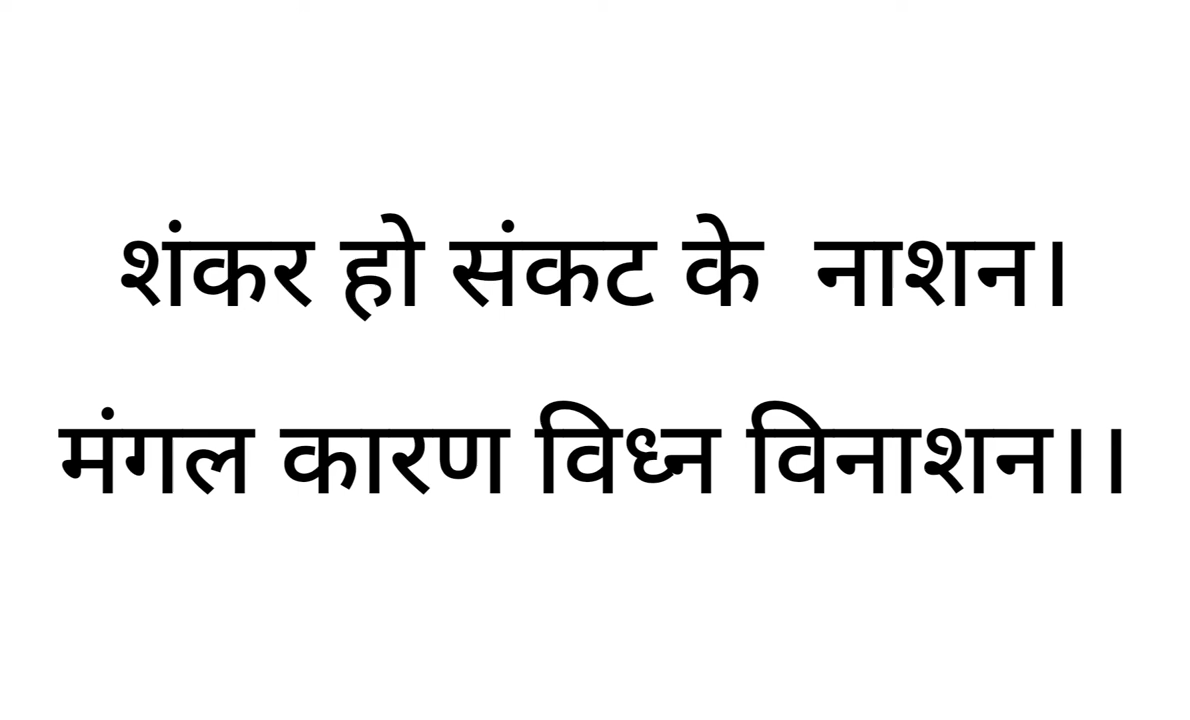 शंकर हो संकट के  नाशन।
मंगल कारण विध्न विनाशन।।